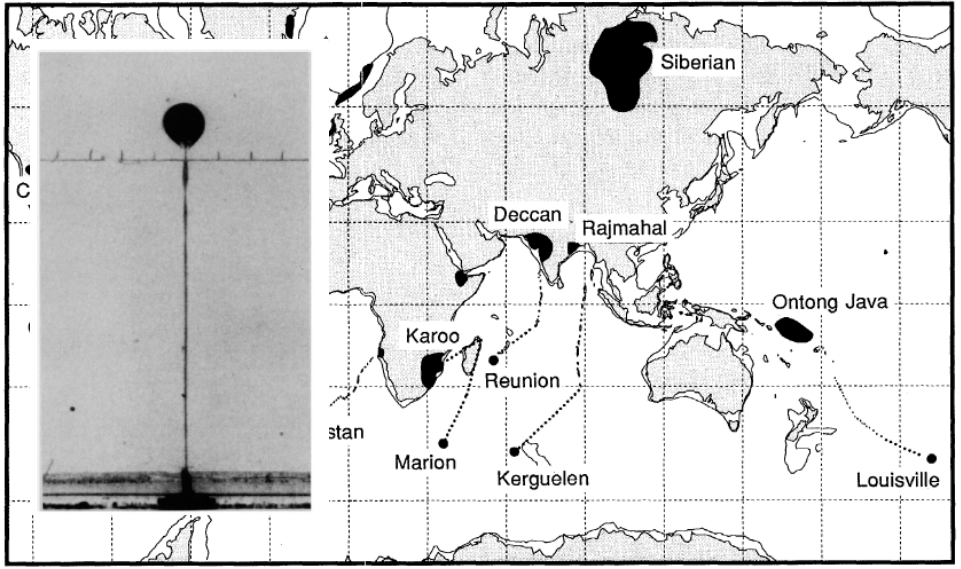 Siberian
Deccan
Rajmahal
Ontong Java
Karoo
Reunion
stan
Marion
Kerguelen
Louisville
C